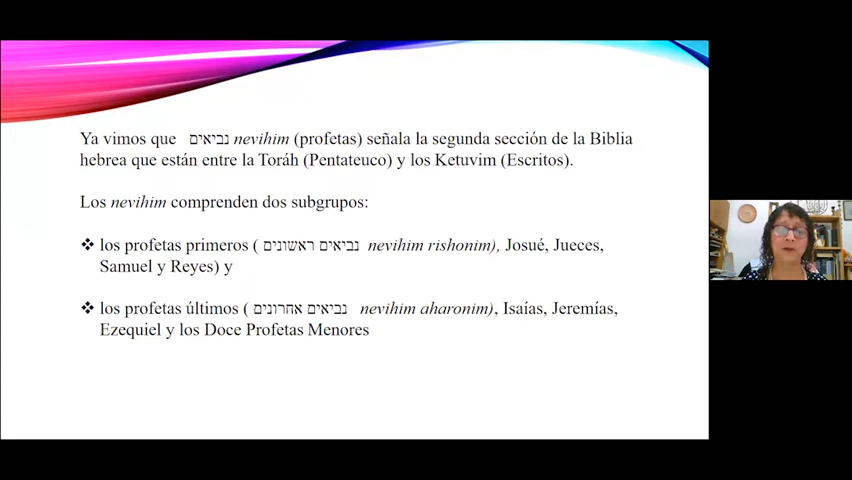 Ya vimos que נביאים nevihim (profetas) señala la segunda sección de la Biblia
hebrea que están entre la Toráh (Pentateuco) y los Ketuvim (Escritos).
Los nevihim comprenden dos subgrupos:
❖ los profetas primeros ( נביאים ראשונים nevihim rishonim), Josué, Jueces,
Samuel y Reyes) y
❖ los profetas últimos ( נביאים אחרונים nevihim aharonim), Isaías, Jeremías,
Ezequiel y los Doce Profetas Menores